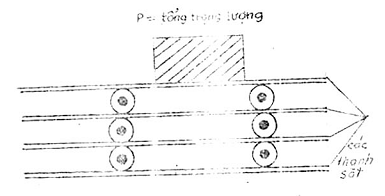 P = tổng trọng lượng
các
thanh
sắt